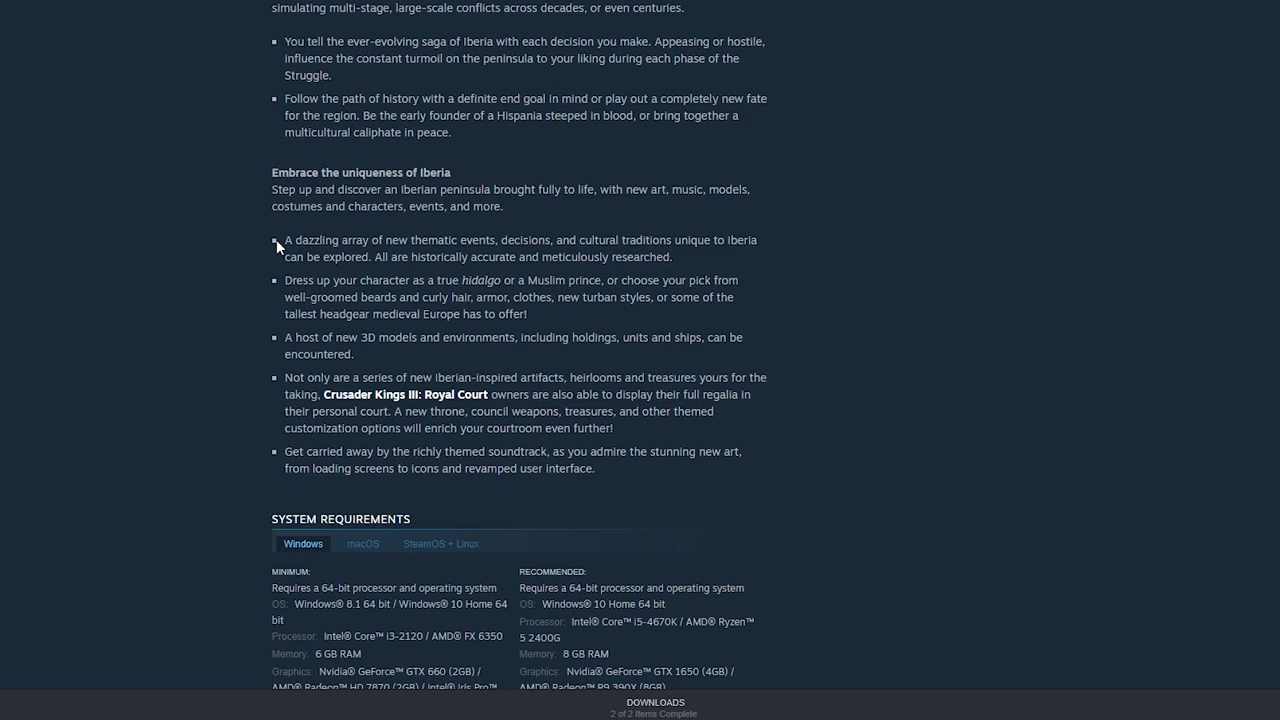 simulating multi-stage, large-scale conflicts across decades, or even centuries.
You tell the ever-evolving saga of Iberia with each decision you make. Appeasing or hostile,
influence the constant turmoil on the peninsula to your liking during each phase of the
Struggle.
Follow the path of history with a definite end goal in mind or play out a completely new fate
for the region. Be the early founder of a Hispania steeped in blood, or bring together a
multicultural caliphate in peace.
Embrace the uniqueness of Iberia
Step up and discover an Iberian peninsula brought fully to life, with new art, music, models,
costumes and characters, events, and more.
A dazzling array of new thematic events, decisions, and cultural traditions unique to Iberia
can be explored. All are historically accurate and meticulously researched.
Dress up your character as a true hidalgo or a Muslim prince, or choose your pick from
well-groomed beards and curly hair, armor, clothes, new turban styles, or some of the
tallest headgear medieval Europe has to offer!
A host of new 3D models and environments, including holdings, units and ships, can be
encountered.
Not only are a series of new Iberian-inspired artifacts, heirlooms and treasures yours for the
taking, Crusader Kings III: Royal Court owners are also able to display their full regalia in
their personal court. A new throne, council weapons, treasures, and other themed
customization options will enrich your courtroom even further!
Get carried away by the richly themed soundtrack, as you admire the stunning new art,
from loading screens to icons and revamped user interface.
SYSTEM REQUIREMENTS
Windows macOS SteamOS + Linux
MINIMUM:
Requires a 64-bit processor and operating system
OS: Windows® 8.1 64 bit / Windows® 10 Home 64
bit
Processor: Intel® Core™ i3-2120 / AMD® FX 6350
Memory: 6 GB RAM
Graphics: Nvidia® GeForce™ GTX 660 (2GB) /
AMD® Radeon™ HD 7870 (2GB) / Intel® Iris Pro™
RECOMMENDED:
Requires a 64-bit processor and operating system
OS: Windows® 10 Home 64 bit
Processor: Intel® Core™ i5-4670K / AMD® Ryzen™
5 2400G
Memory: 8 GB RAM
Graphics: Nvidia® GeForce™ GTX 1650 (4GB) /
AMD® Radeon™ R9 390X (8GB)
DOWNLOADS
2 of 2 Items Complete